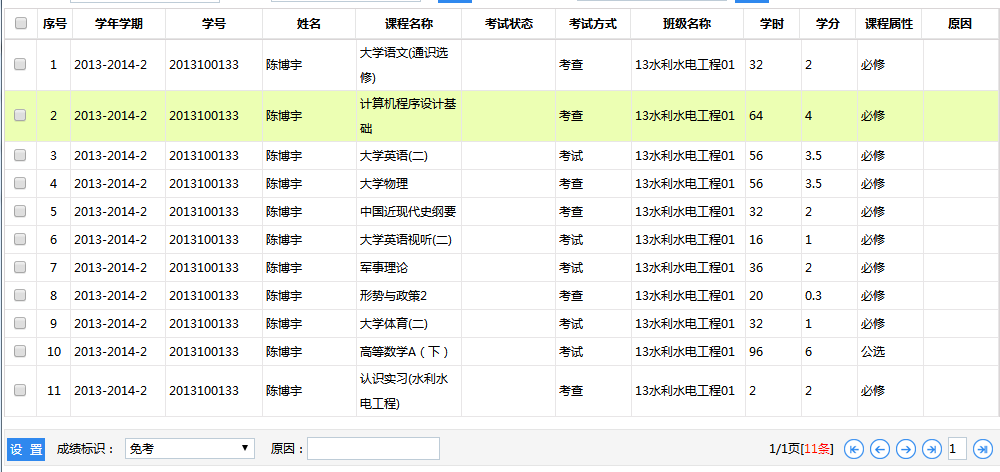 序号 学年学期 学号 姓名 课程名称 考试状态 考试方式 班级名称 学时 学分 课程属性 原因
1 2013-2014-2 2013100133 陈博宇 大学语文(通识选修) 考查 13水利水电工程01 32 2 必修
2 2013-2014-2 2013100133 陈博宇 计算机程序设计基础 考查 13水利水电工程01 64 4 必修
3 2013-2014-2 2013100133 陈博宇 大学英语(二) 考试 13水利水电工程01 56 3.5 必修
4 2013-2014-2 2013100133 陈博宇 大学物理 考查 13水利水电工程01 56 3.5 必修
5 2013-2014-2 2013100133 陈博宇 中国近现代史纲要 考查 13水利水电工程01 32 2 必修
6 2013-2014-2 2013100133 陈博宇 大学英语视听(二) 考试 13水利水电工程01 16 1 必修
7 2013-2014-2 2013100133 陈博宇 军事理论 考试 13水利水电工程01 36 2 必修
8 2013-2014-2 2013100133 陈博宇 形势与政策2 考查 13水利水电工程01 20 0.3 必修
9 2013-2014-2 2013100133 陈博宇 大学体育(二) 考试 13水利水电工程01 32 1 必修
10 2013-2014-2 2013100133 陈博宇 高等数学A（下） 考试 13水利水电工程01 96 6 公选
11 2013-2014-2 2013100133 陈博宇 认识实习(水利水电工程) 考查 13水利水电工程01 2 2 必修
设 置 成绩标识： 免考 原因： 1/1页[11条] 1